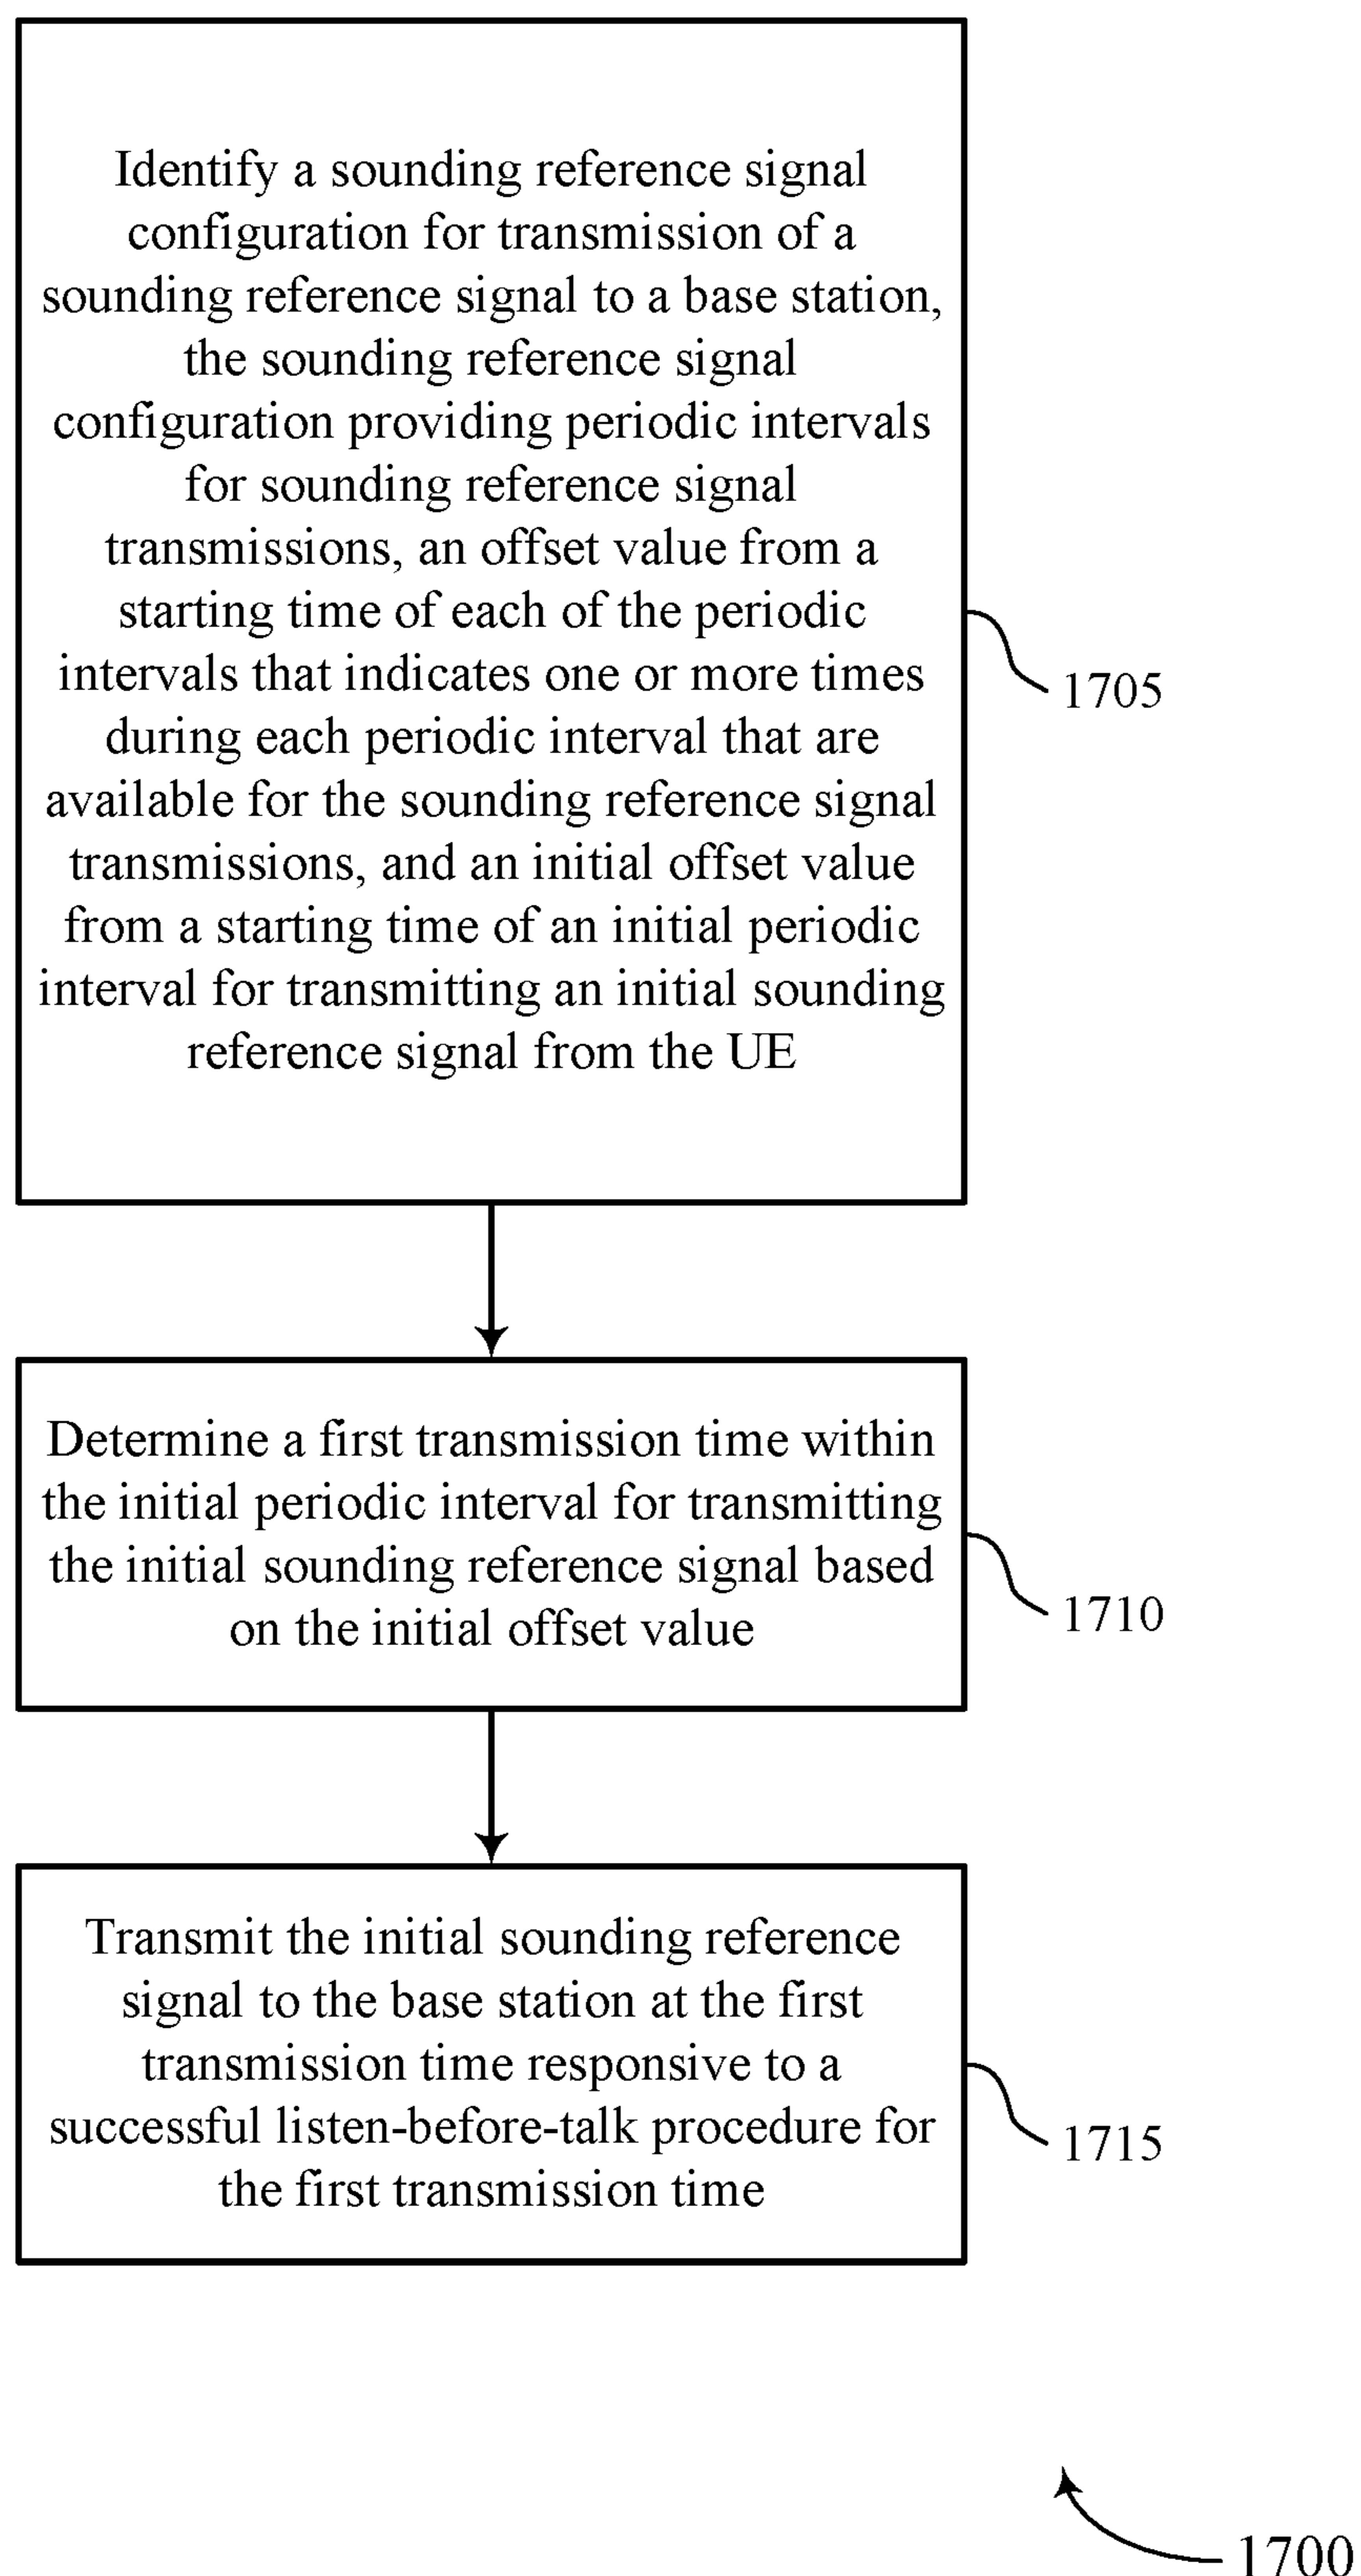 Identify a sounding reference signal
configuration for transmission of a
sounding reference signal to a base station,
the sounding reference signal
configuration providing periodic intervals
for sounding reference signal
transmissions, an offset value from a
starting time of each of the periodic
intervals that indicates one or more times
during each periodic interval that are
available for the sounding reference signal
transmissions, and an initial offset value
from a starting time of an initial periodic
interval for transmitting an initial sounding
reference signal from the UE
1705
Determine a first transmission time within
the initial periodic interval for transmitting
the initial sounding reference signal based
on the initial offset value
1710
Transmit the initial sounding reference
signal to the base station at the first
transmission time responsive to a
successful listen-before-talk procedure for
the first transmission time
1715
1700